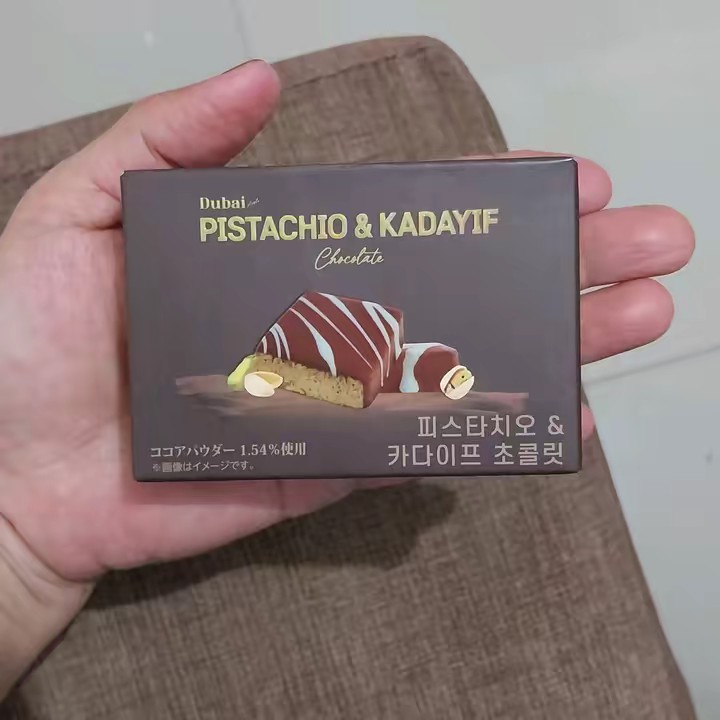 Dubai
PISTACHIO & KADAYIF
Chocolate
피스타치오 &
카다이프 초콜릿
ココアパウダー 1.54%使用
※画像はイメージです。